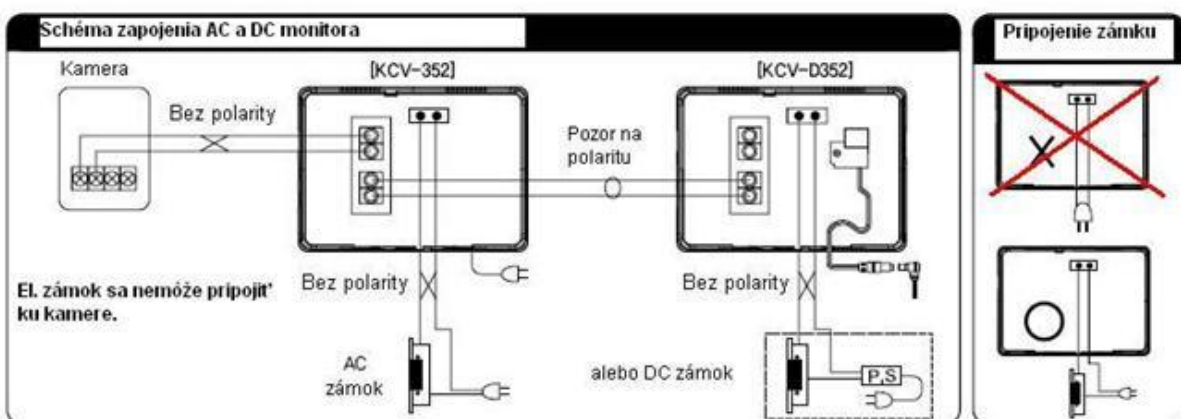 Schéma zapojenia AC a DC monitora
Pripojenie zámku
Kamera
[KCV-352]
[KCV-D352]
Bez polarity
Pozor na
polaritu
Bez polarity
Bez polarity
El. zámok sa nemôže pripojiť
ku kamere.
AC
zámok
alebo DC zámok
P,S